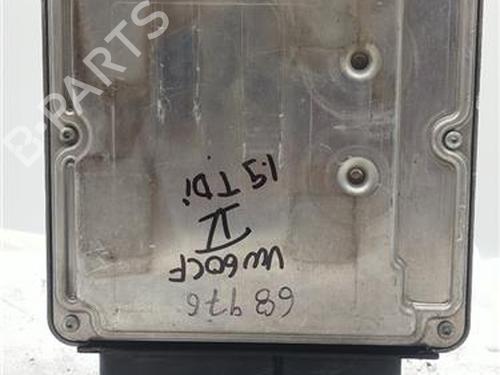 B-PARTS
68 976
VW GOLF
IV
1.9 TDi